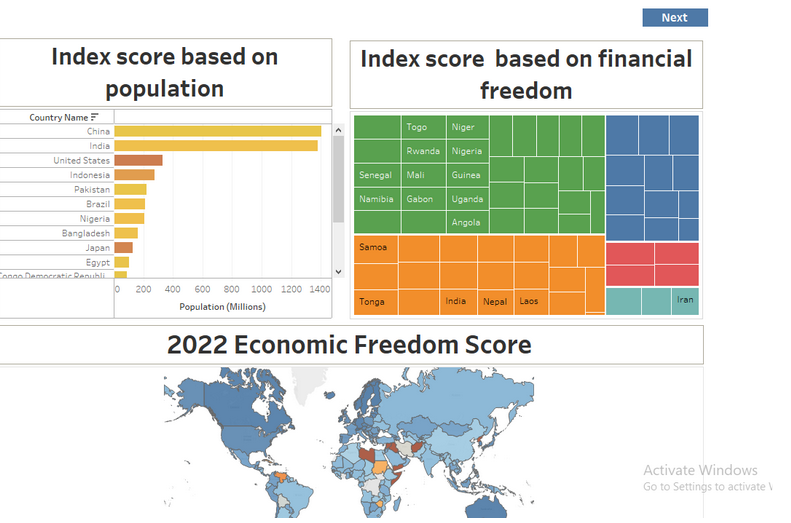 Next
Index score based on
population
Index score based on financial
freedom
Country Name
China
India
United States
Indonesia
Pakistan
Brazil
Nigeria
Bangladesh
Japan
Egypt
Congo Democratic Republi..
0 200 400 600 800 1000 1200 1400
Population (Millions)
Togo Niger
Rwanda Nigeria
Senegal Mali Guinea
Namibia Gabon Uganda
Angola
Samoa
Tonga India Nepal Laos
Iran
2022 Economic Freedom Score
Activate Windows
Go to Settings to activate